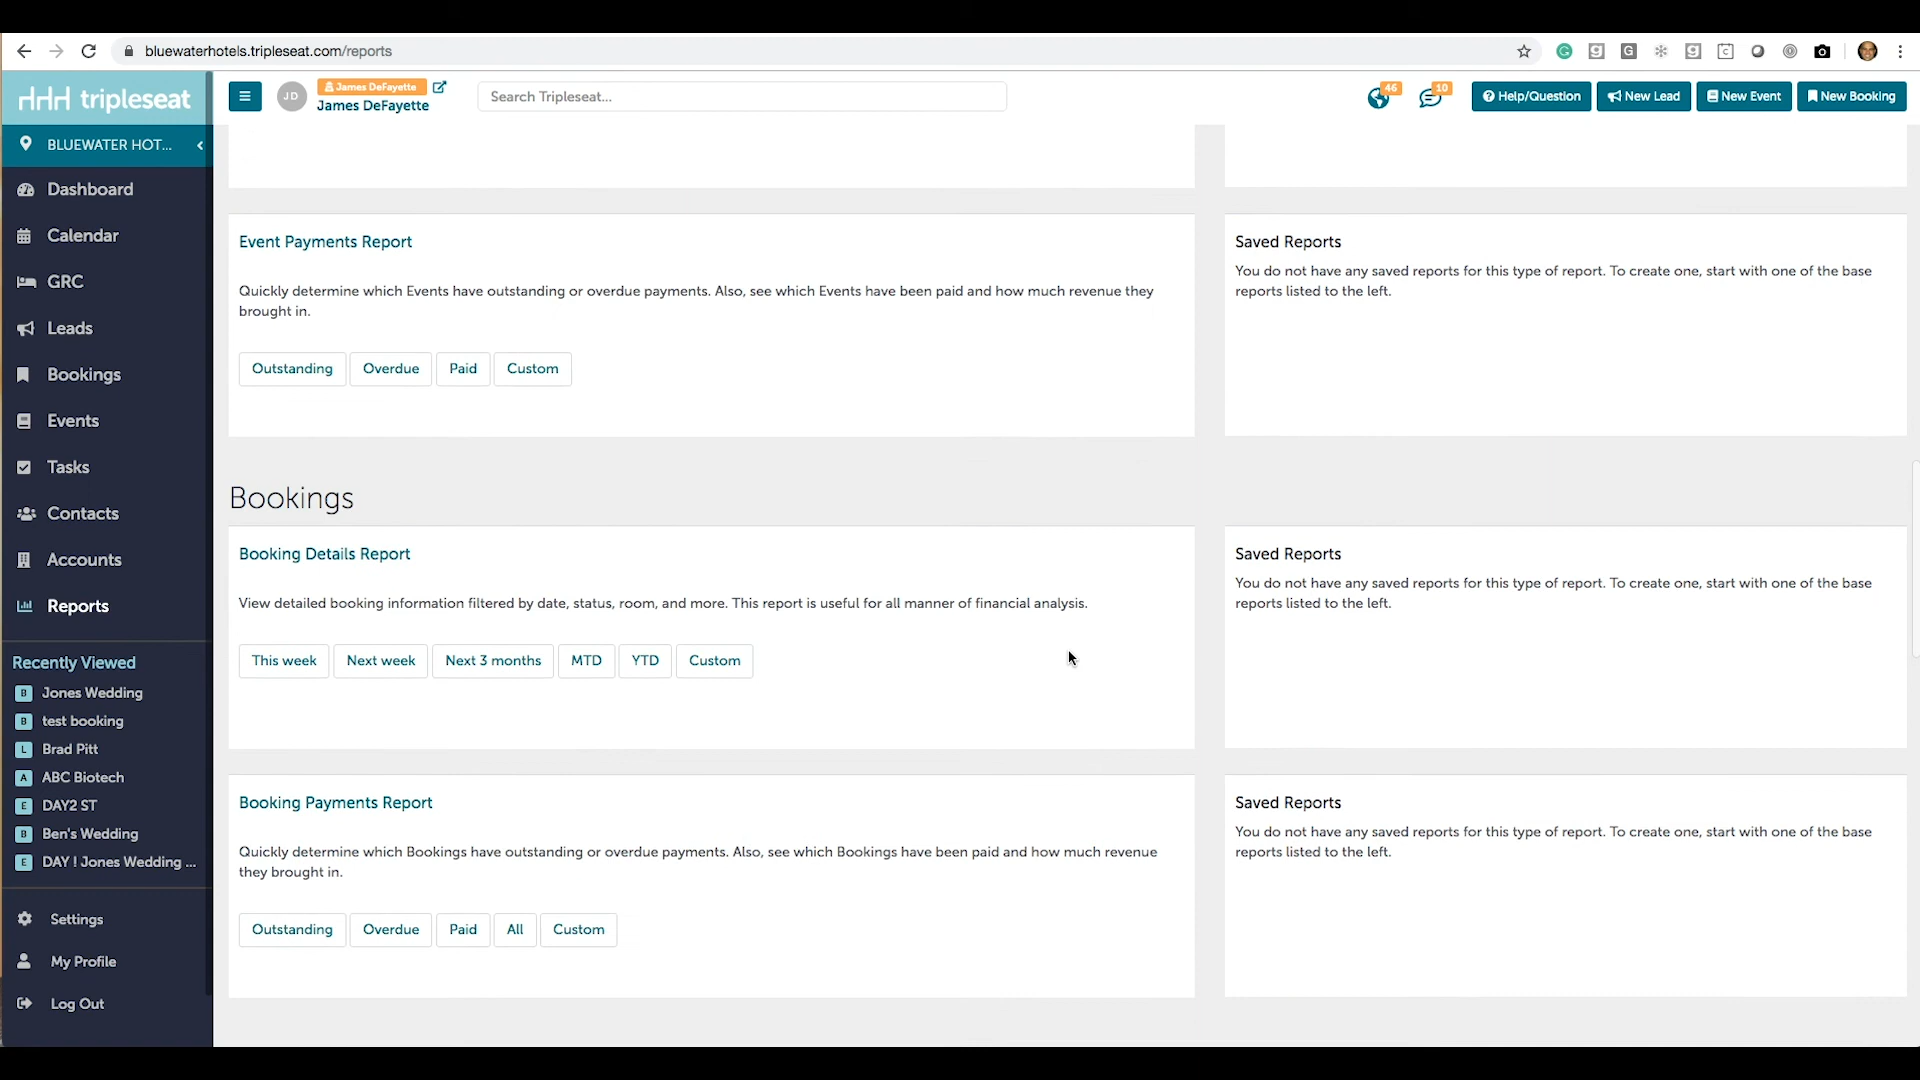 bluewaterhotels.tripleseat.com/reports
tripleseat
JD
James DeFayette
James DeFayette
Search Tripleseat...
46
10
Help/Question
New Lead
New Event
New Booking
BLUEWATER HOT...
Dashboard
Calendar
GRC
Leads
Bookings
Events
Tasks
Contacts
Accounts
Reports
Recently Viewed
B Jones Wedding
B test booking
L Brad Pitt
A ABC Biotech
E DAY2 ST
B Ben's Wedding
E DAY ! Jones Wedding ...
Settings
My Profile
Log Out
Event Payments Report
Quickly determine which Events have outstanding or overdue payments. Also, see which Events have been paid and how much revenue they
brought in.
Outstanding Overdue Paid Custom
Saved Reports
You do not have any saved reports for this type of report. To create one, start with one of the base
reports listed to the left.
Bookings
Booking Details Report
View detailed booking information filtered by date, status, room, and more. This report is useful for all manner of financial analysis.
This week Next week Next 3 months MTD YTD Custom
Saved Reports
You do not have any saved reports for this type of report. To create one, start with one of the base
reports listed to the left.
Booking Payments Report
Quickly determine which Bookings have outstanding or overdue payments. Also, see which Bookings have been paid and how much revenue
they brought in.
Outstanding Overdue Paid All Custom
Saved Reports
You do not have any saved reports for this type of report. To create one, start with one of the base
reports listed to the left.